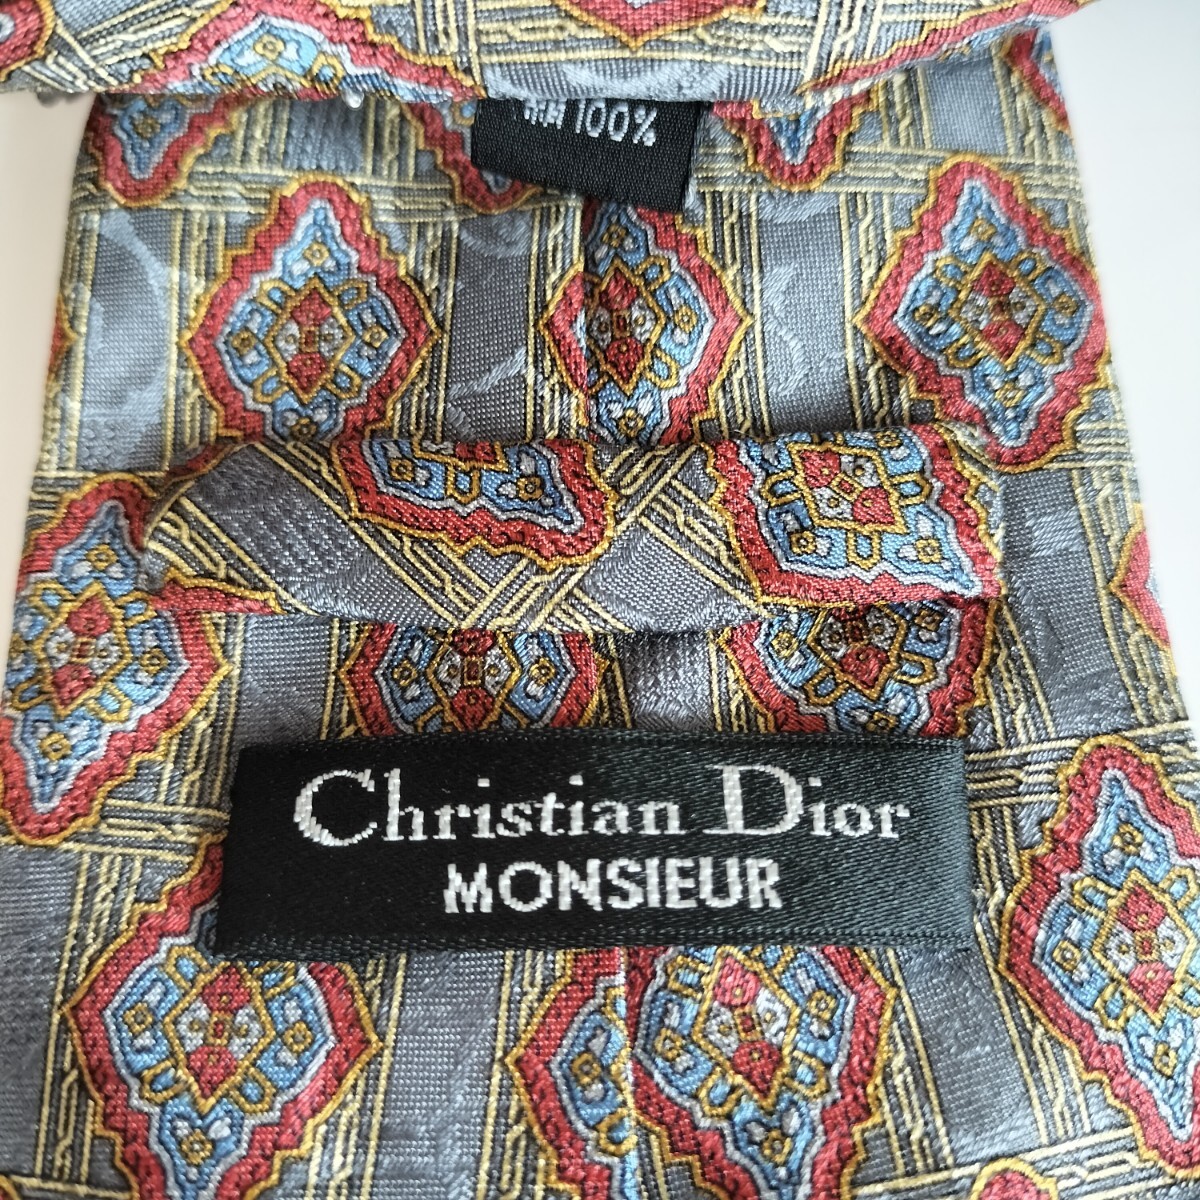 100%
Christian Dior
MONSIEUR